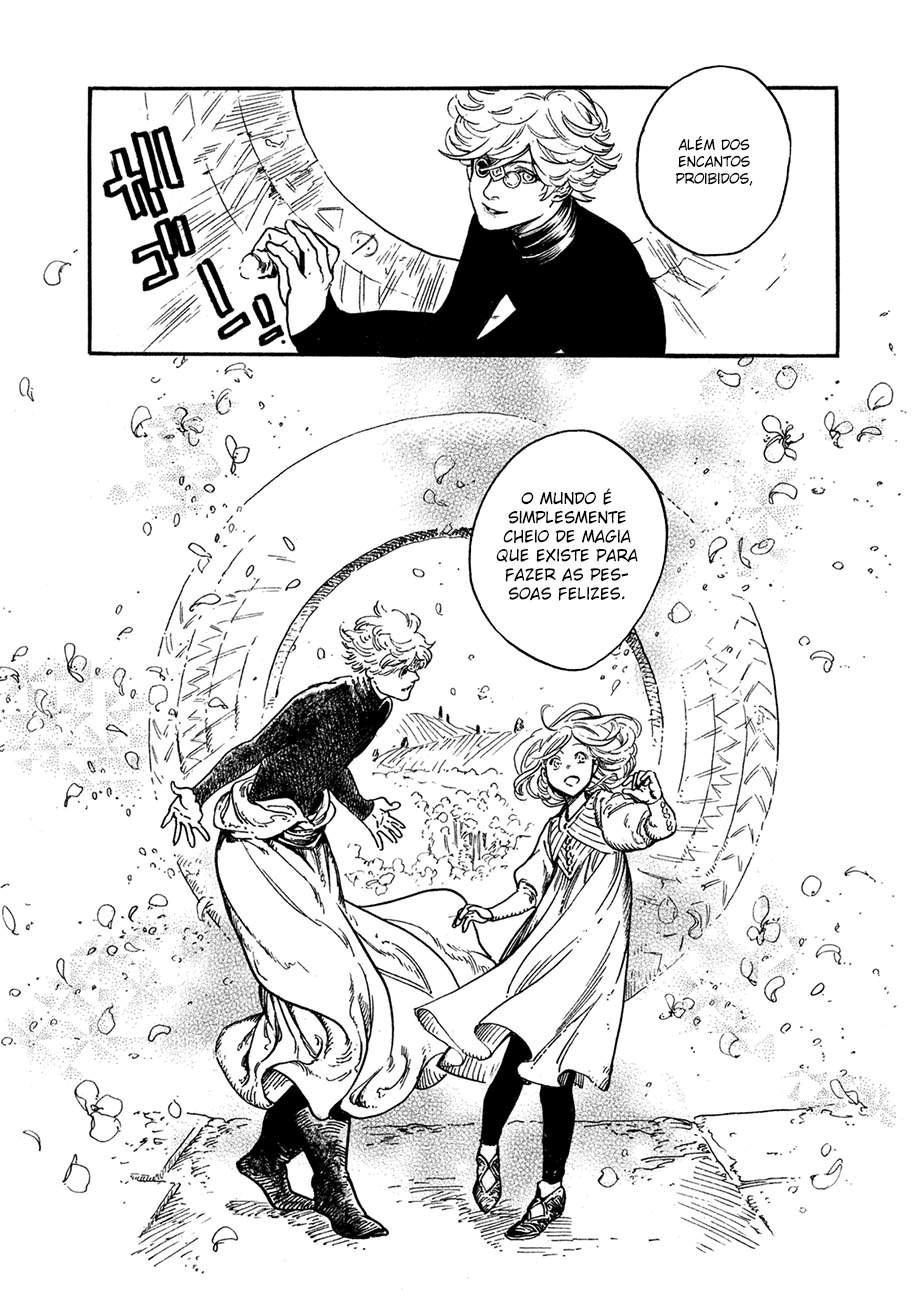 ALÉM DOS
ENCANTOS
PROIBIDOS,
O MUNDO É
SIMPLESMENTE
CHEIO DE MAGIA
QUE EXISTE PARA
FAZER AS PES-
SOAS FELIZES.